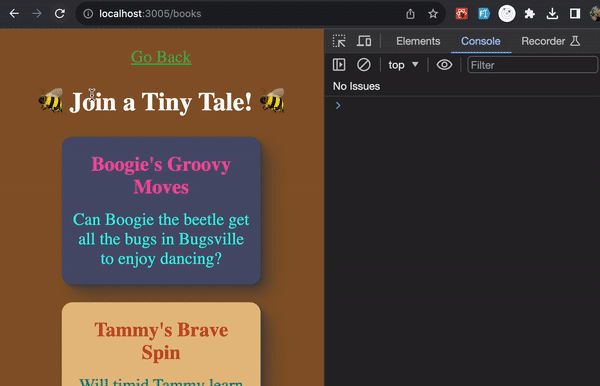 localhost:3005/books
Elements Console Recorder
top Filter
No Issues
Go Back
Join a Tiny Tale!
Boogie's Groovy
Moves
Can Boogie the beetle get
all the bugs in Bugsville
to enjoy dancing?
Tammy's Brave
Spin
Will timid Tammy learn